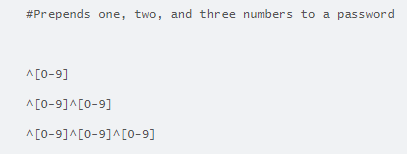 #Prepends one, two, and three numbers to a password
^[0-9]
^[0-9]^[0-9]
^[0-9]^[0-9]^[0-9]